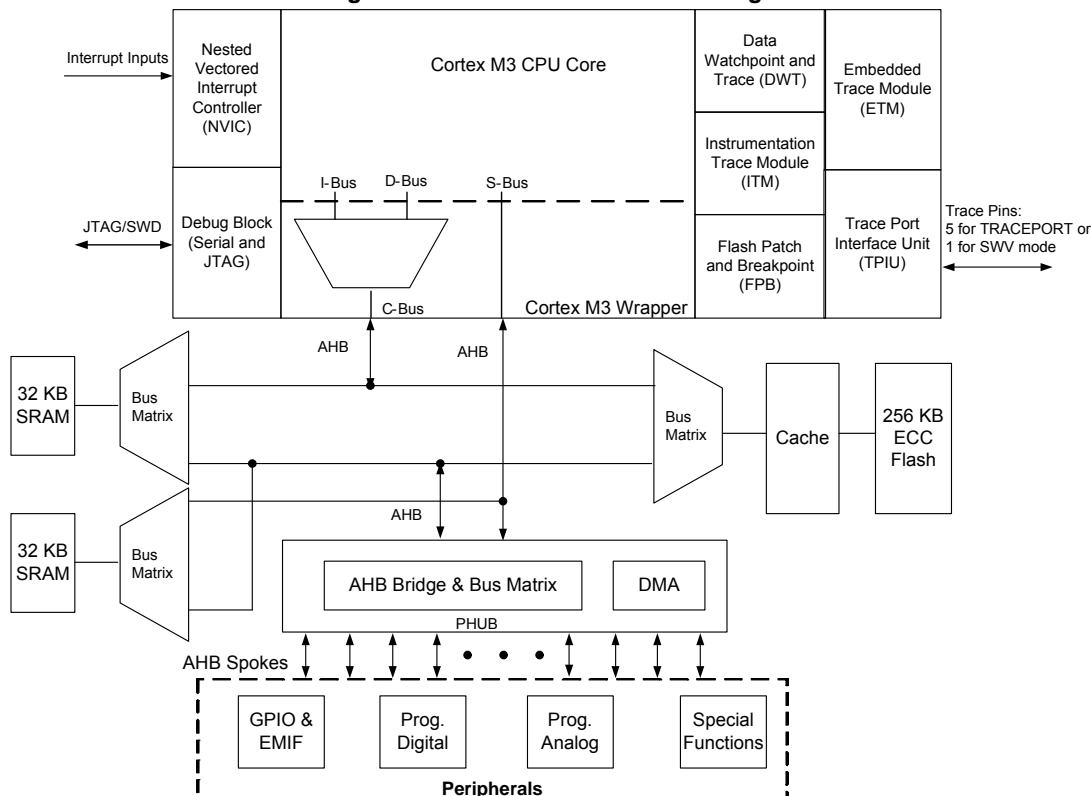 Interrupt Inputs
Nested
Vectored
Interrupt
Controller
(NVIC)
Cortex M3 CPU Core
Data
Watchpoint and
Trace (DWT)
Embedded
Trace Module
(ETM)
Instrumentation
Trace Module
(ITM)
I-Bus
D-Bus
S-Bus
JTAG/SWD
Debug Block
(Serial and
JTAG)
Flash Patch
and Breakpoint
(FPB)
Trace Port
Interface Unit
(TPIU)
Trace Pins:
5 for TRACEPORT or
1 for SWV mode
C-Bus
Cortex M3 Wrapper
AHB
AHB
32 KB
SRAM
Bus
Matrix
Bus
Matrix
Cache
256 KB
ECC
Flash
AHB
32 KB
SRAM
Bus
Matrix
AHB Bridge & Bus Matrix
DMA
PHUB
AHB Spokes
GPIO &
EMIF
Prog.
Digital
Prog.
Analog
Special
Functions
Peripherals